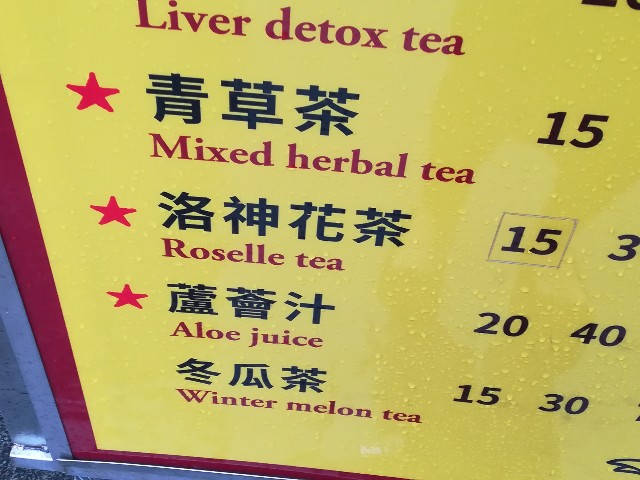 Liver detox tea
青草茶 15
Mixed herbal tea
洛神花茶 15 3
Roselle tea
蘆薈汁 20 40
Aloe juice
冬瓜茶 15 30
Winter melon tea